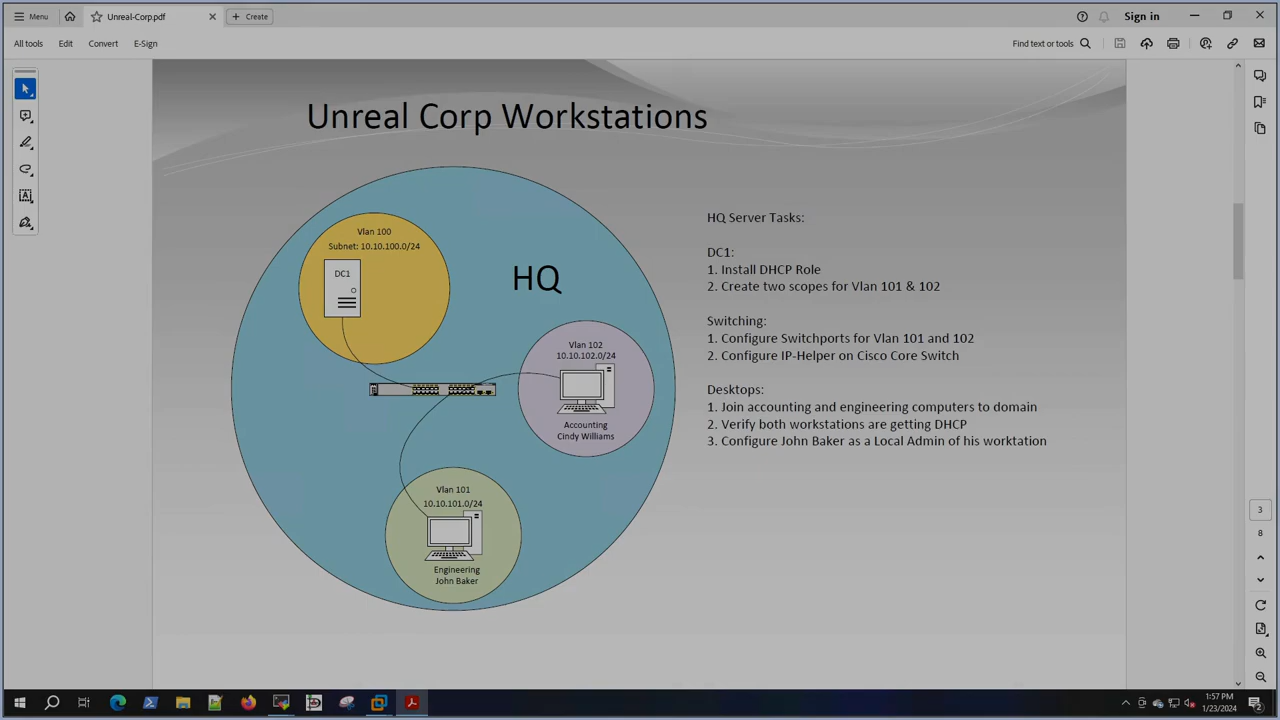 Menu
Unreal-Corp.pdf
Create
Sign in
All tools
Edit
Convert
E-Sign
Find text or tools
Unreal Corp Workstations
Vlan 100
Subnet: 10.10.100.0/24
DC1
HQ
Vlan 102
10.10.102.0/24
Accounting
Cindy Williams
Vlan 101
10.10.101.0/24
Engineering
John Baker
HQ Server Tasks:
DC1:
1. Install DHCP Role
2. Create two scopes for Vlan 101 & 102
Switching:
1. Configure Switchports for Vlan 101 and 102
2. Configure IP-Helper on Cisco Core Switch
Desktops:
1. Join accounting and engineering computers to domain
2. Verify both workstations are getting DHCP
3. Configure John Baker as a Local Admin of his worktation
3
8
1:57 PM
1/23/2024
2